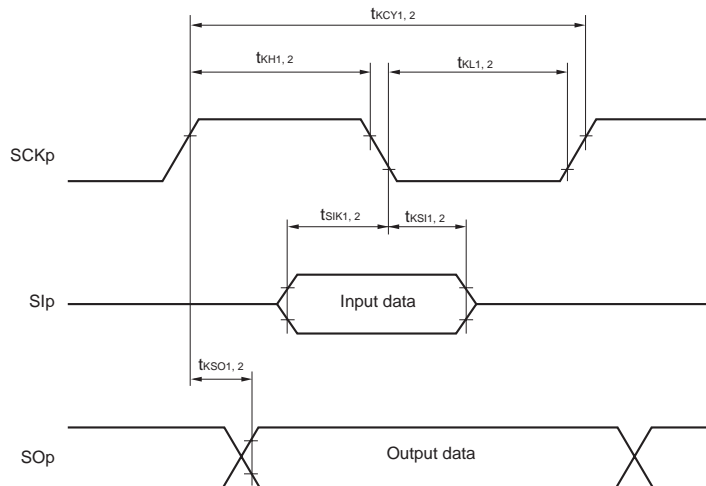 tKCY1, 2
tKH1, 2
tKL1, 2
SCKp
tSIK1, 2
tKSI1, 2
SIp
Input data
tKSO1, 2
SOp
Output data